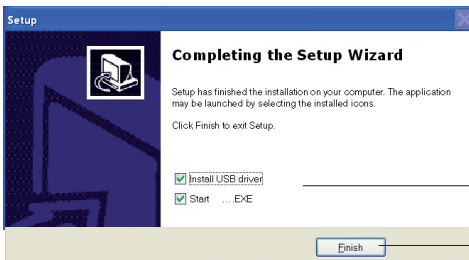 Setup
Completing the Setup Wizard
Setup has finished the installation on your computer. The application
may be launched by selecting the installed icons.
Click Finish to exit Setup.
Install USB driver
Start ....EXE
Finish